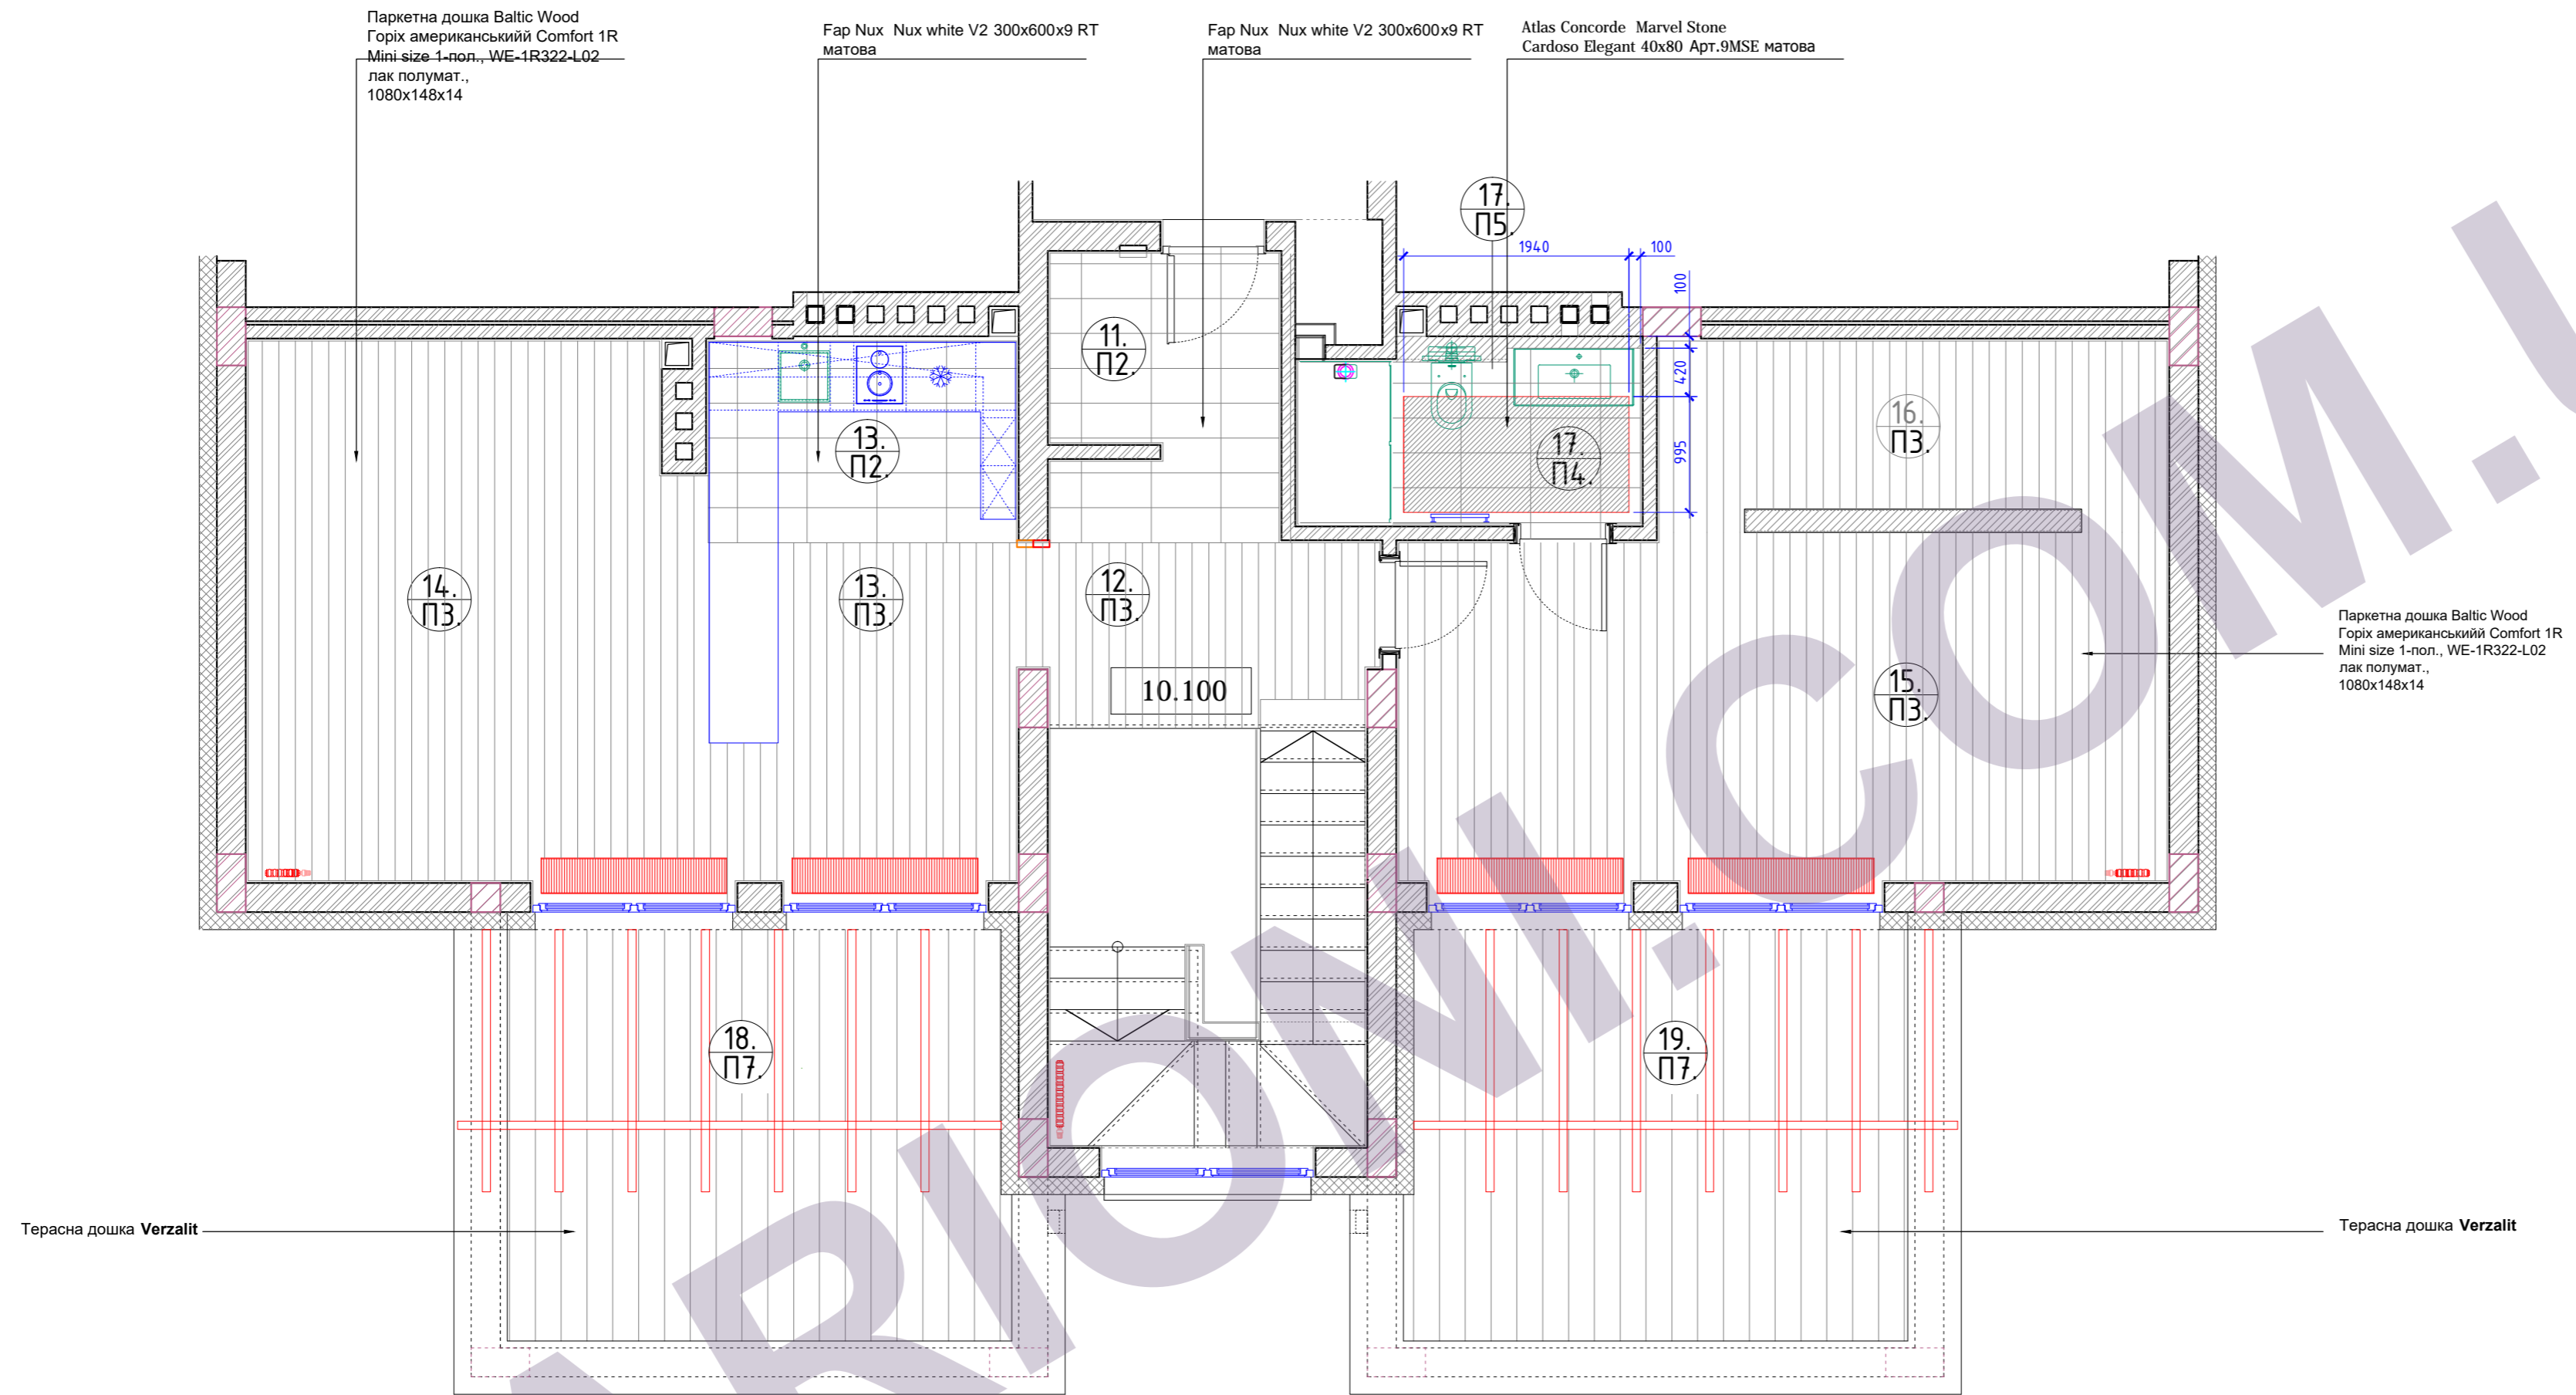 Паркетна дошка Baltic Wood
Горіх американськийй Comfort 1R
Mini size 1-пол., WE-1R322-L02
лак полумат.,
1080x148x14
Fap Nux Nux white V2 300x600x9 RT
матова
Fap Nux Nux white V2 300x600x9 RT
матова
Atlas Concorde Marvel Stone
Cardoso Elegant 40x80 Арт.9MSE матова
17.
П5.
1940
100
100
420
995
11.
П2.
13.
П2.
17.
П4.
16.
П3.
14.
П3.
13.
П3.
12.
П3.
10.100
15.
П3.
Паркетна дошка Baltic Wood
Горіх американськийй Comfort 1R
Mini size 1-пол., WE-1R322-L02
лак полумат.,
1080x148x14
18.
П7.
19.
П7.
Терасна дошка Verzalit
Терасна дошка Verzalit
ARIONI.COM.U